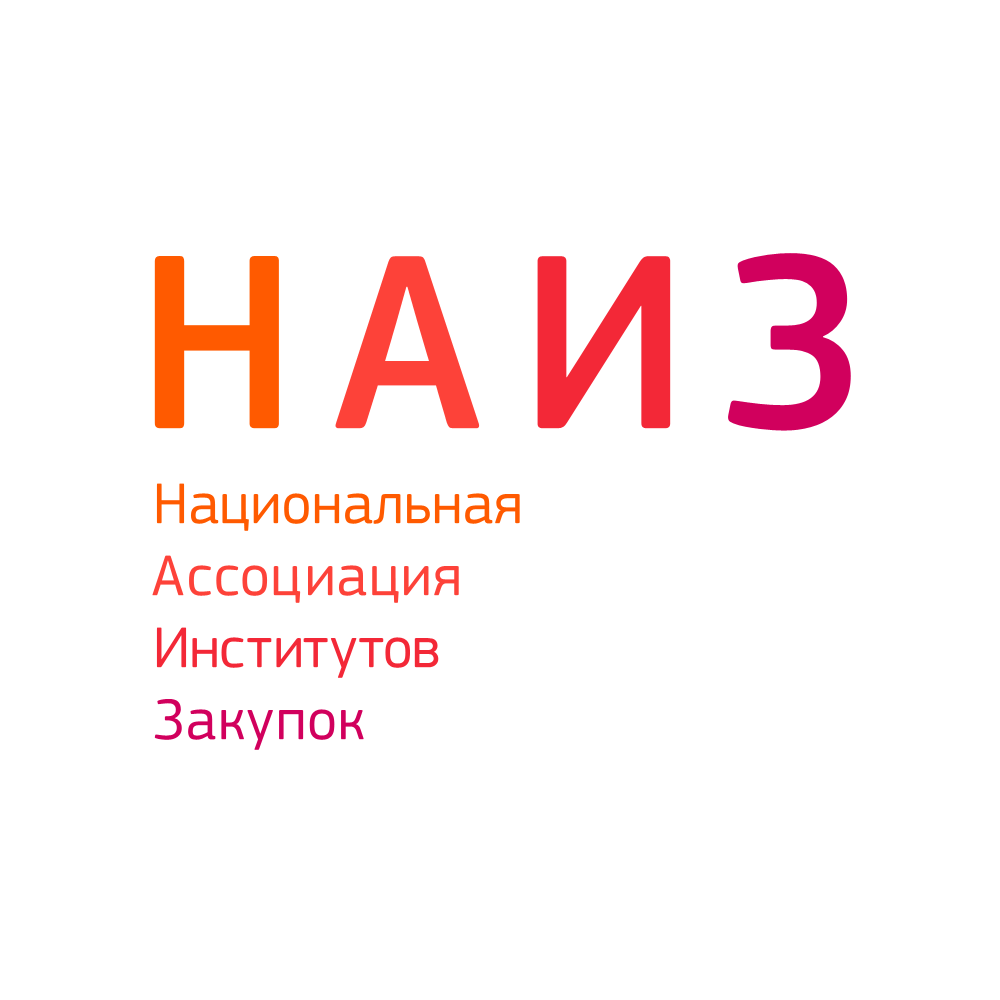 НАИЗ
Национальная
Ассоциация
Институтов
Закупок